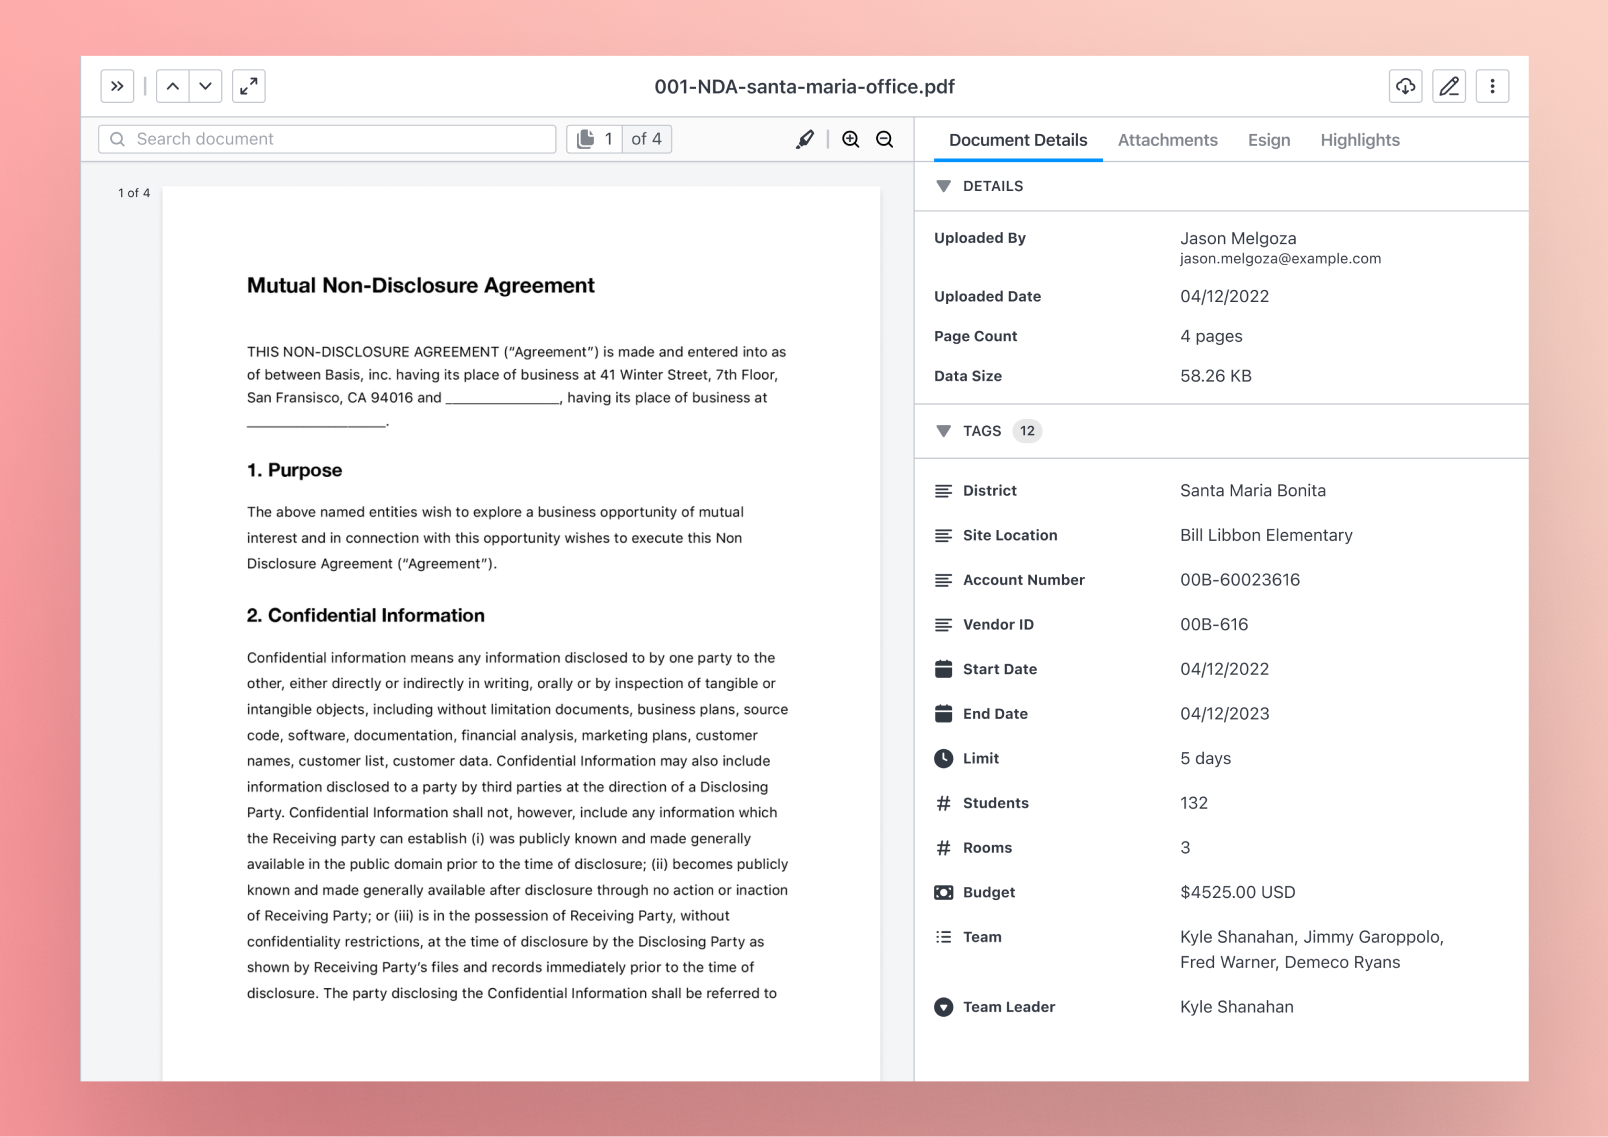 001-NDA-santa-maria-office.pdf
Search document
1 of 4
Document Details Attachments Esign Highlights
1 of 4
Mutual Non-Disclosure Agreement
THIS NON-DISCLOSURE AGREEMENT (“Agreement”) is made and entered into as
of between Basis, inc. having its place of business at 41 Winter Street, 7th Floor,
San Fransisco, CA 94016 and _______________, having its place of business at
__________________.
1. Purpose
The above named entities wish to explore a business opportunity of mutual
interest and in connection with this opportunity wishes to execute this Non
Disclosure Agreement (“Agreement”).
2. Confidential Information
Confidential information means any information disclosed to by one party to the
other, either directly or indirectly in writing, orally or by inspection of tangible or
intangible objects, including without limitation documents, business plans, source
code, software, documentation, financial analysis, marketing plans, customer
names, customer list, customer data. Confidential Information may also include
information disclosed to a party by third parties at the direction of a Disclosing
Party. Confidential Information shall not, however, include any information which
the Receiving party can establish (i) was publicly known and made generally
available in the public domain prior to the time of disclosure; (ii) becomes publicly
known and made generally available after disclosure through no action or inaction
of Receiving Party; or (iii) is in the possession of Receiving Party, without
confidentiality restrictions, at the time of disclosure by the Disclosing Party as
shown by Receiving Party’s files and records immediately prior to the time of
disclosure. The party disclosing the Confidential Information shall be referred to
DETAILS
Uploaded By Jason Melgoza
jason.melgoza@example.com
Uploaded Date 04/12/2022
Page Count 4 pages
Data Size 58.26 KB
TAGS 12
District Santa Maria Bonita
Site Location Bill Libbon Elementary
Account Number 00B-60023616
Vendor ID 00B-616
Start Date 04/12/2022
End Date 04/12/2023
Limit 5 days
Students 132
Rooms 3
Budget $4525.00 USD
Team Kyle Shanahan, Jimmy Garoppolo,
Fred Warner, Demeco Ryans
Team Leader Kyle Shanahan